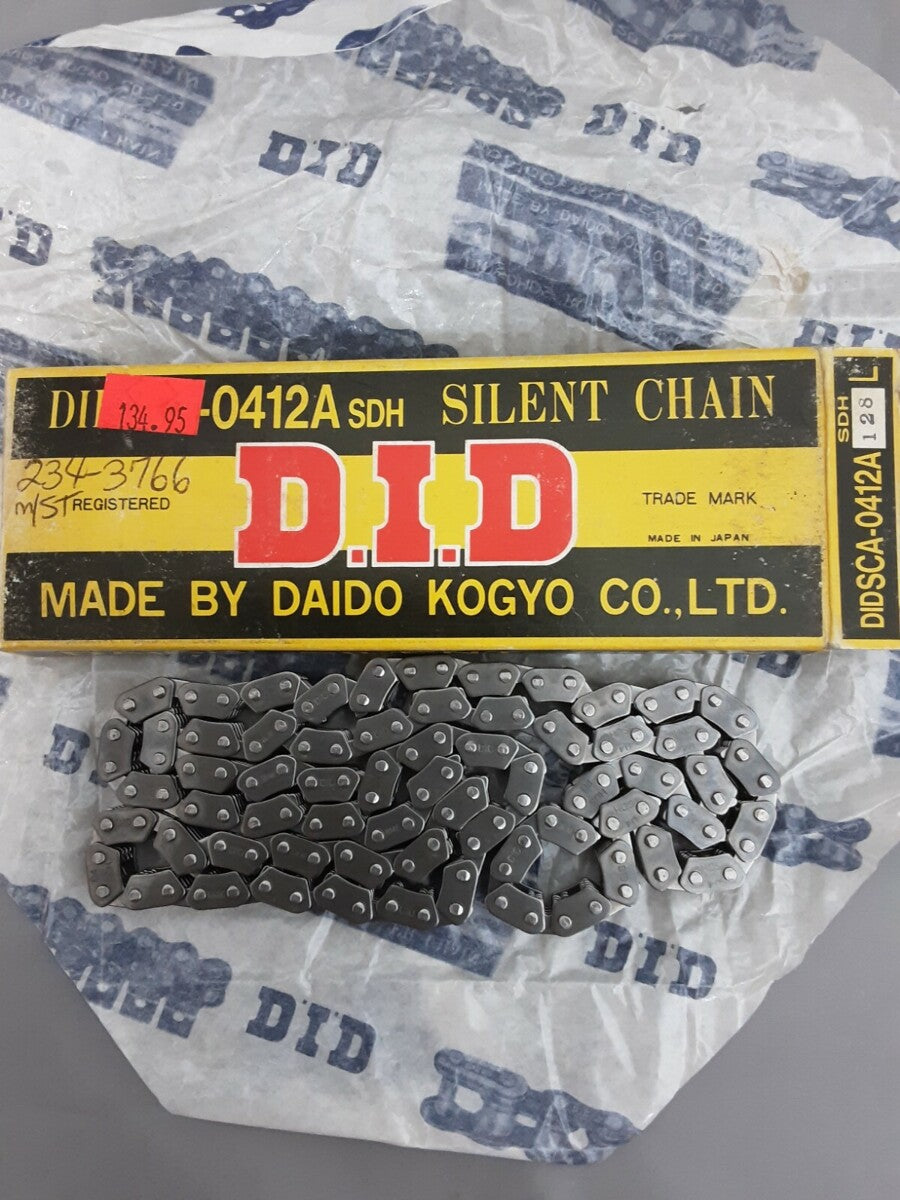 D.I.D
D.I.D
D.I.D
D.I.D
DI
134.95
-0412A SDH SILENT CHAIN
234-3766
m/ST REGISTERED
D.I.D
TRADE MARK
MADE IN JAPAN
MADE BY DAIDO KOGYO CO.,LTD.
DIDSCA-0412A SDH 128 L
D.I.D
D.I.D
D.I.D